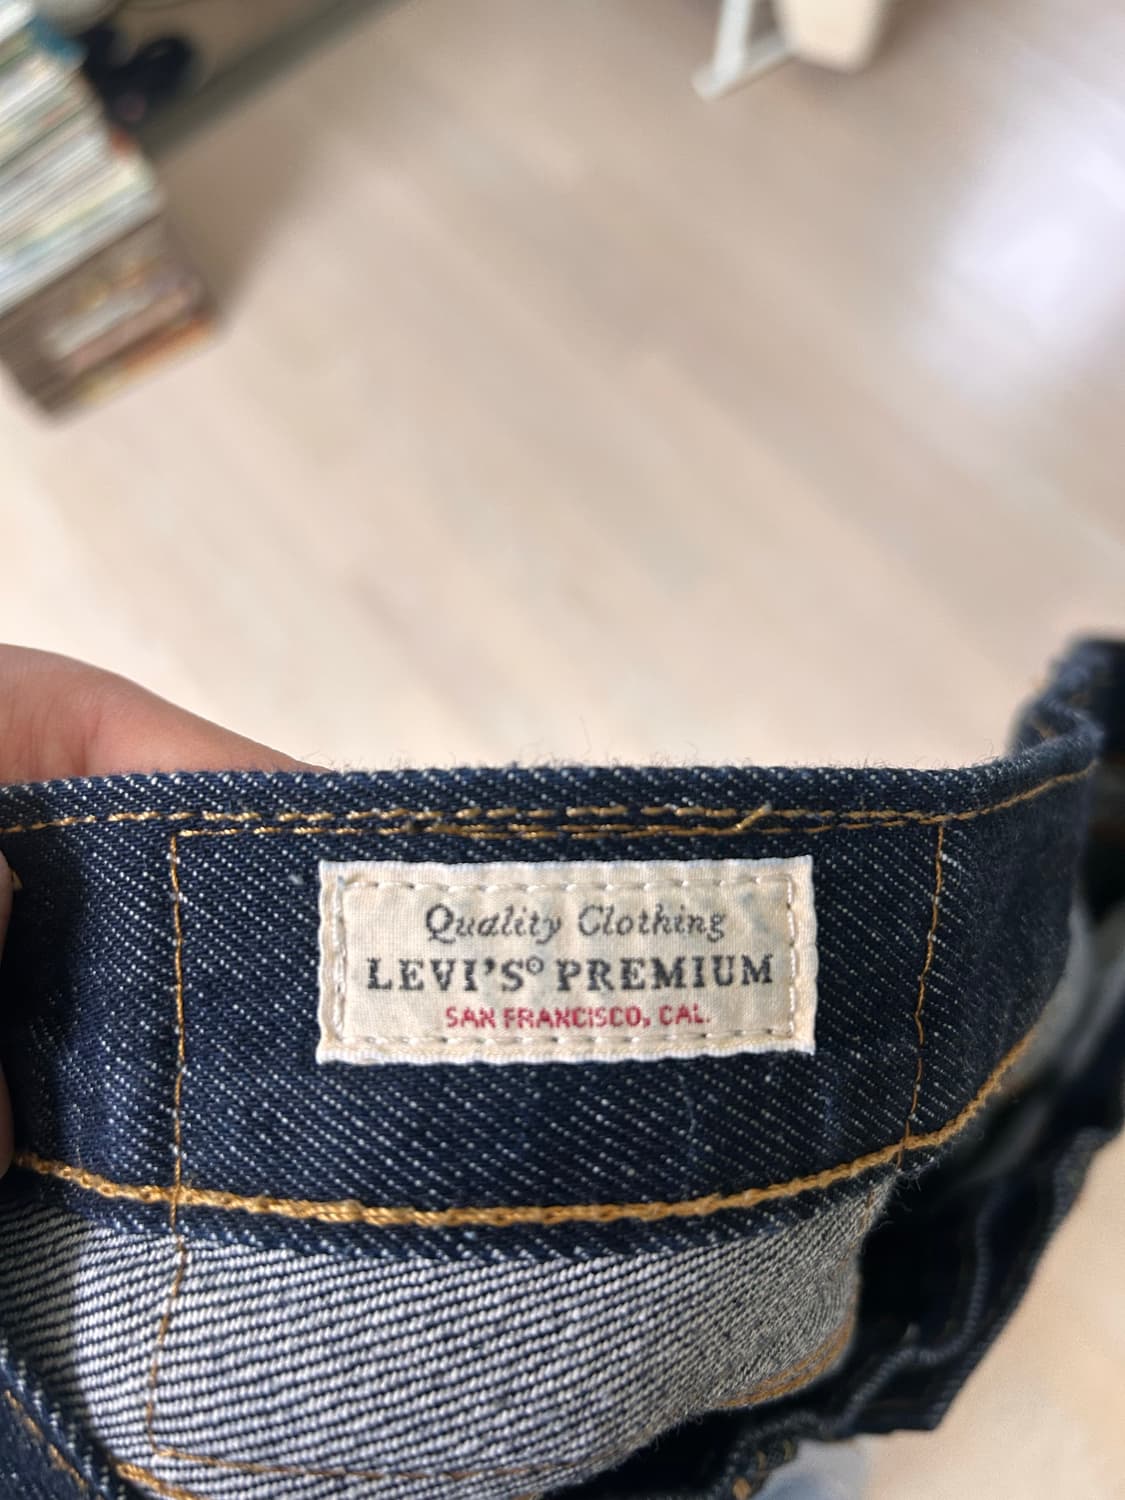 Quality Clothing
LEVI'S® PREMIUM
SAN FRANCISCO, CAL.